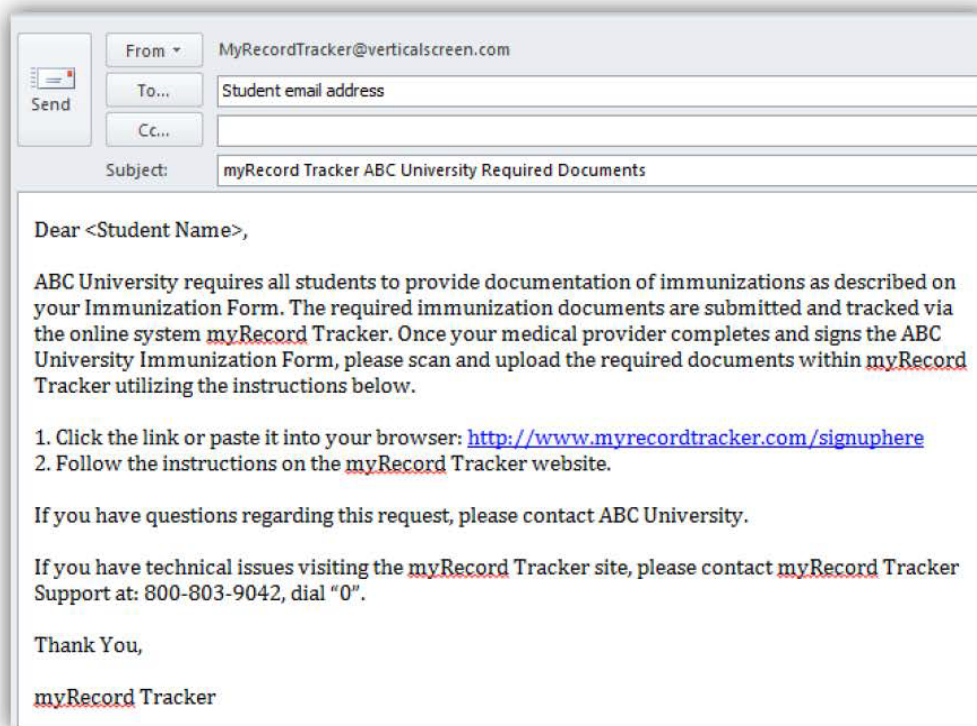 From MyRecordTracker@verticalscreen.com
Send
To... Student email address
Cc...
Subject: myRecord Tracker ABC University Required Documents
Dear <Student Name>,
ABC University requires all students to provide documentation of immunizations as described on
your Immunization Form. The required immunization documents are submitted and tracked via
the online system myRecord Tracker. Once your medical provider completes and signs the ABC
University Immunization Form, please scan and upload the required documents within myRecord
Tracker utilizing the instructions below.
1. Click the link or paste it into your browser: http://www.myrecordtracker.com/signuphere
2. Follow the instructions on the myRecord Tracker website.
If you have questions regarding this request, please contact ABC University.
If you have technical issues visiting the myRecord Tracker site, please contact myRecord Tracker
Support at: 800-803-9042, dial “0”.
Thank You,
myRecord Tracker